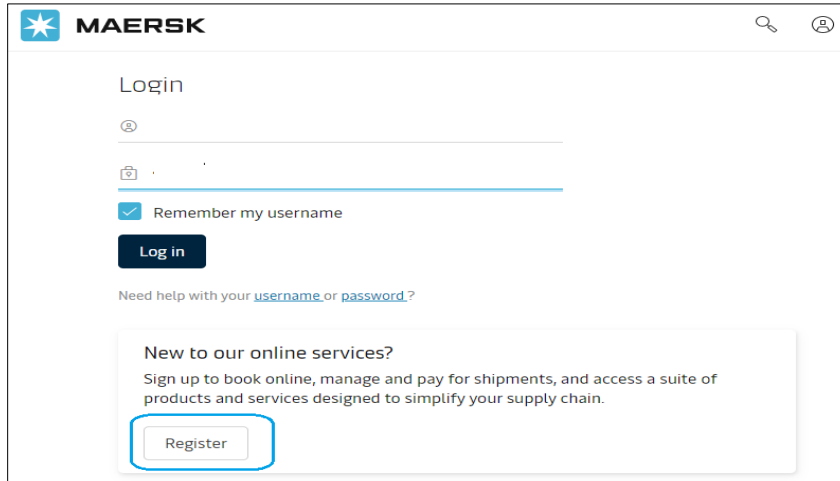 MAERSK
Login
Remember my username
Log in
Need help with your username or password ?
New to our online services?
Sign up to book online, manage and pay for shipments, and access a suite of
products and services designed to simplify your supply chain.
Register